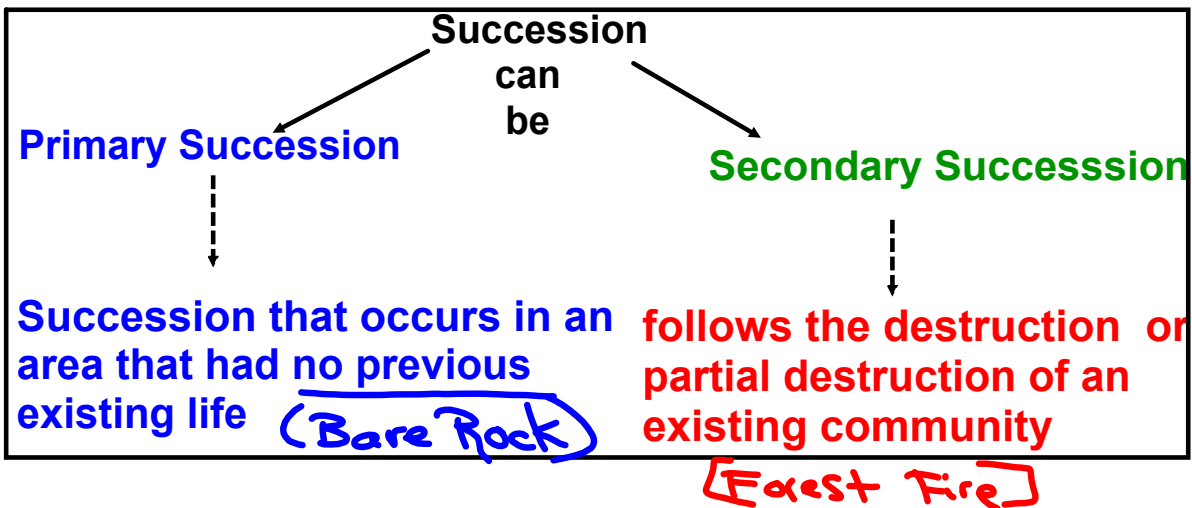 Succession
can
be
Primary Succession
Secondary Successsion
Succession that occurs in an
area that had no previous
existing life (Bare Rock)
follows the destruction or
partial destruction of an
existing community
[Forest Fire]